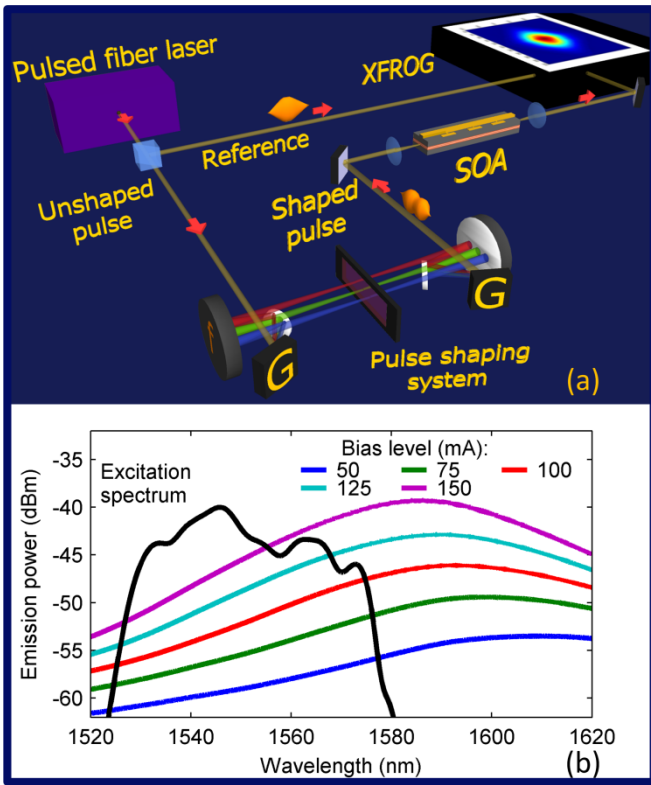 Pulsed fiber laser
XFROG
Reference
SOA
Unshaped
pulse
Shaped
pulse
F
G
G
Pulse shaping
system
(a)
Bias level (mA):
50 75 100
125 150
Excitation
spectrum
Emission power (dBm)
-35
-40
-45
-50
-55
-60
1520 1540 1560 1580 1600 1620
Wavelength (nm)
(b)